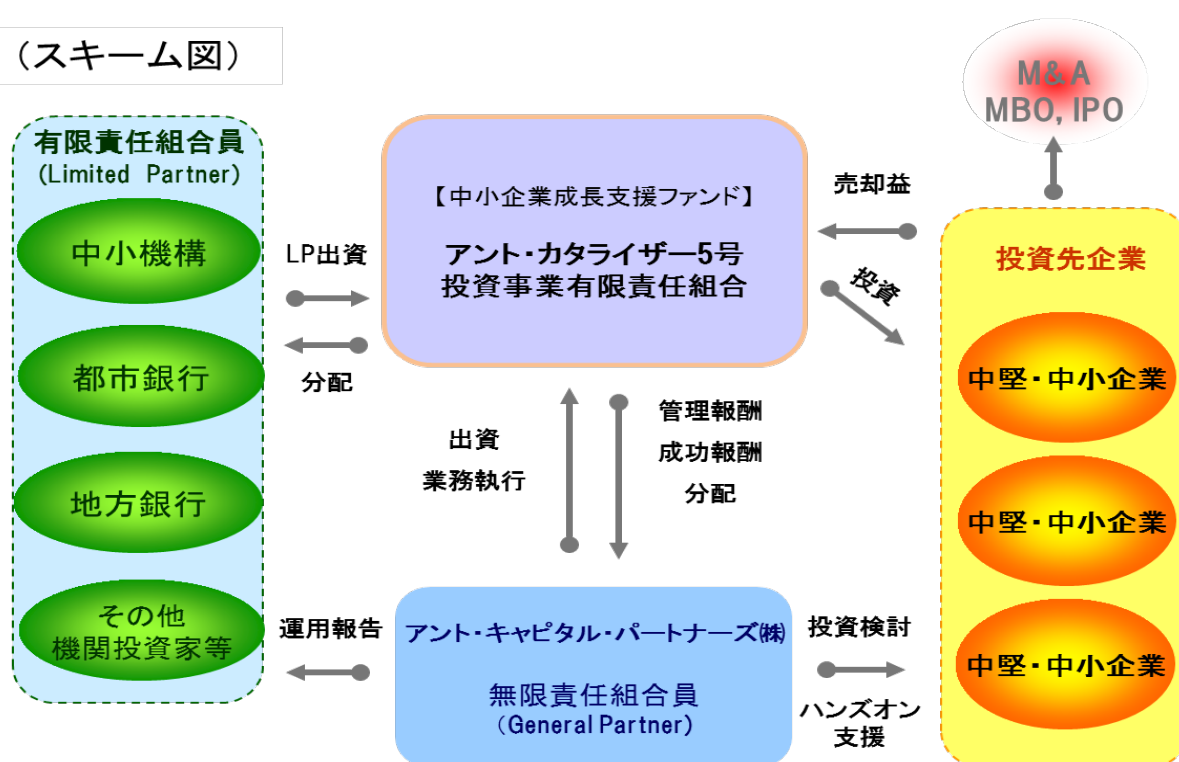 (スキーム図)
有限責任組合員
(Limited Partner)
中小機構
都市銀行
地方銀行
その他
機関投資家等
LP出資
分配
運用報告
【中小企業成長支援ファンド】
アント・カタライザー5号
投資事業有限責任組合
出資
業務執行
管理報酬
成功報酬
分配
アント・キャピタル・パートナーズ㈱
無限責任組合員
(General Partner)
売却益
投資
投資検討
ハンズオン
支援
M&A
MBO, IPO
投資先企業
中堅・中小企業
中堅・中小企業
中堅・中小企業